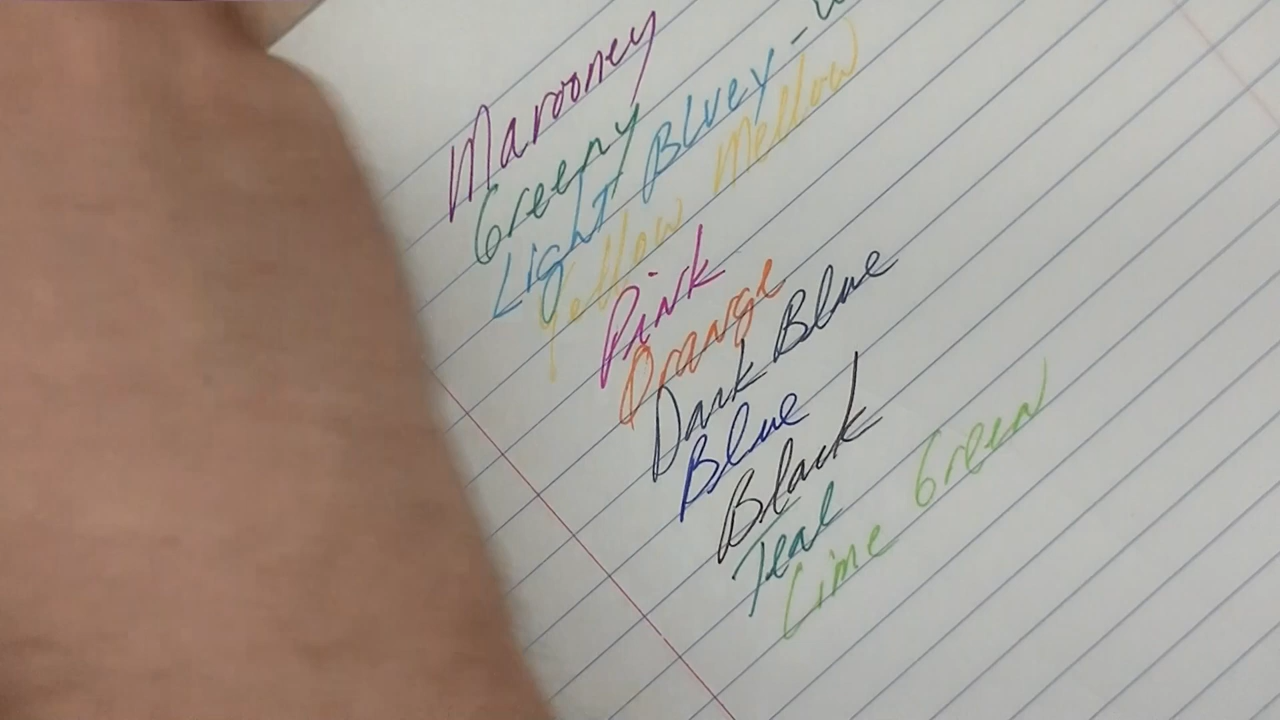 Marooney
Greeny
Light Bluey -
Yellow Mellow
Pink
Orange
Dark Blue
Blue
Black
Teal
Lime Green